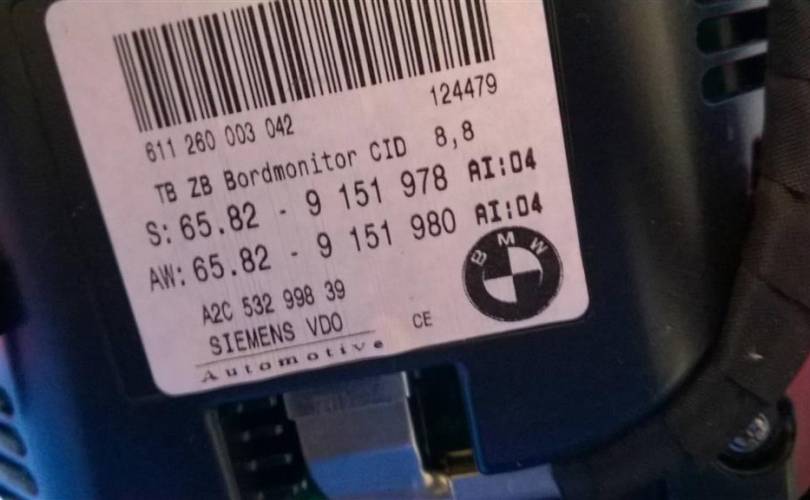 124479
611 260 003 042
TB ZB Bordmonitor CID 8,8
S: 65.82 - 9 151 978 AI:04
AW: 65.82 - 9 151 980 AI:04
BMW
A2C 532 998 39
SIEMENS VDO CE
Automotive